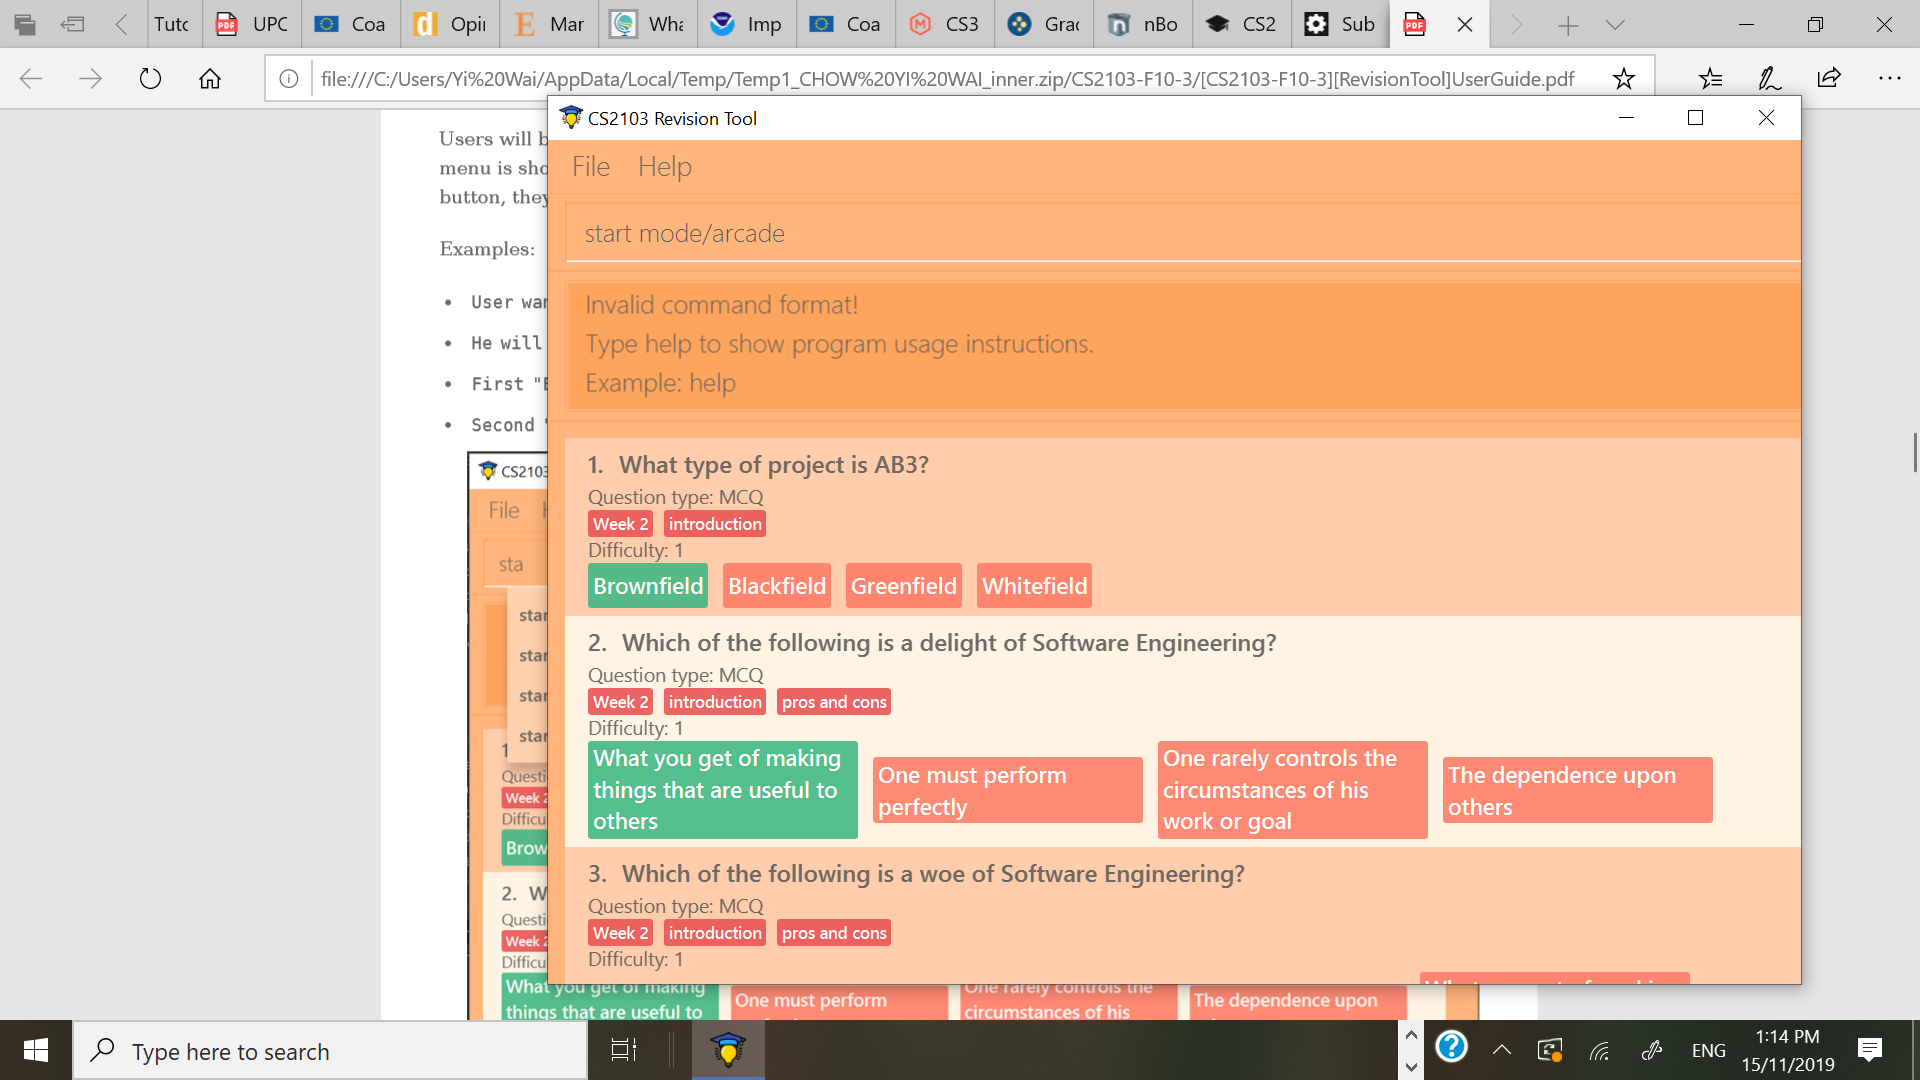 Tuto
UPC
Coa
Opii
Mar
Wha
Imp
Coa
CS3
Grac
nBo
CS2
Sub
file:///C:/Users/Yi%20Wai/AppData/Local/Temp/Temp1_CHOW%20YI%20WAI_inner.zip/CS2103-F10-3/[CS2103-F10-3][RevisionTool]UserGuide.pdf
Users will b
menu is sho
button, they
Examples:
• User wan
• He will
• First "E
• Second "
CS2103
File H
sta
star
star
star
star
1
Questi
Week 2
Difficu
Brow
2. W
Questi
Week 2
Difficu
What you get of making
things that are useful to
One must perform
One rarely controls the
circumstances of his
The dependence upon
CS2103 Revision Tool
File Help
start mode/arcade
Invalid command format!
Type help to show program usage instructions.
Example: help
1. What type of project is AB3?
Question type: MCQ
Week 2 introduction
Difficulty: 1
Brownfield Blackfield Greenfield Whitefield
2. Which of the following is a delight of Software Engineering?
Question type: MCQ
Week 2 introduction pros and cons
Difficulty: 1
What you get of making
things that are useful to
others
One must perform
perfectly
One rarely controls the
circumstances of his
work or goal
The dependence upon
others
3. Which of the following is a woe of Software Engineering?
Question type: MCQ
Week 2 introduction pros and cons
Difficulty: 1
Type here to search
ENG
1:14 PM
15/11/2019